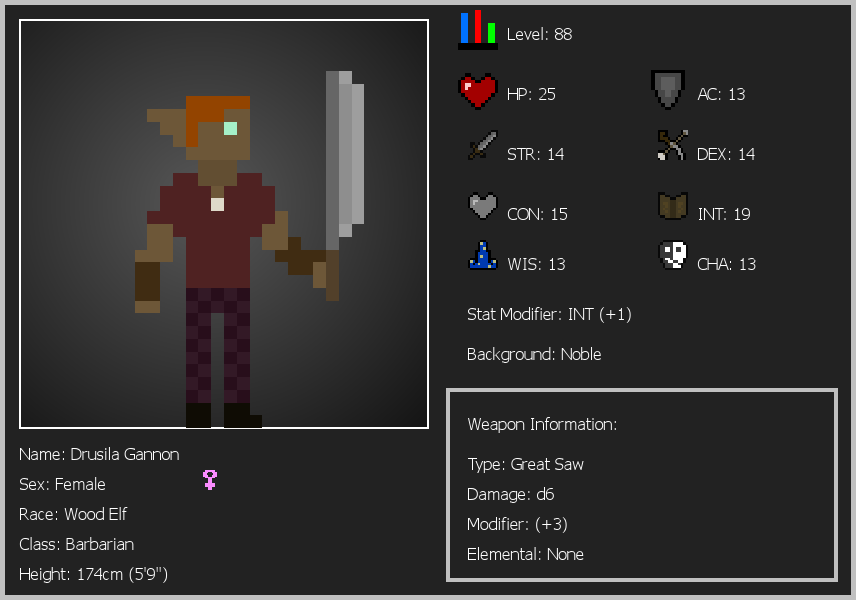 Level: 88
HP: 25
AC: 13
STR: 14
DEX: 14
CON: 15
INT: 19
WIS: 13
CHA: 13
Stat Modifier: INT (+1)
Background: Noble
Weapon Information:
Type: Great Saw
Damage: d6
Modifier: (+3)
Elemental: None
Name: Drusila Gannon
Sex: Female
Race: Wood Elf
Class: Barbarian
Height: 174cm (5'9")